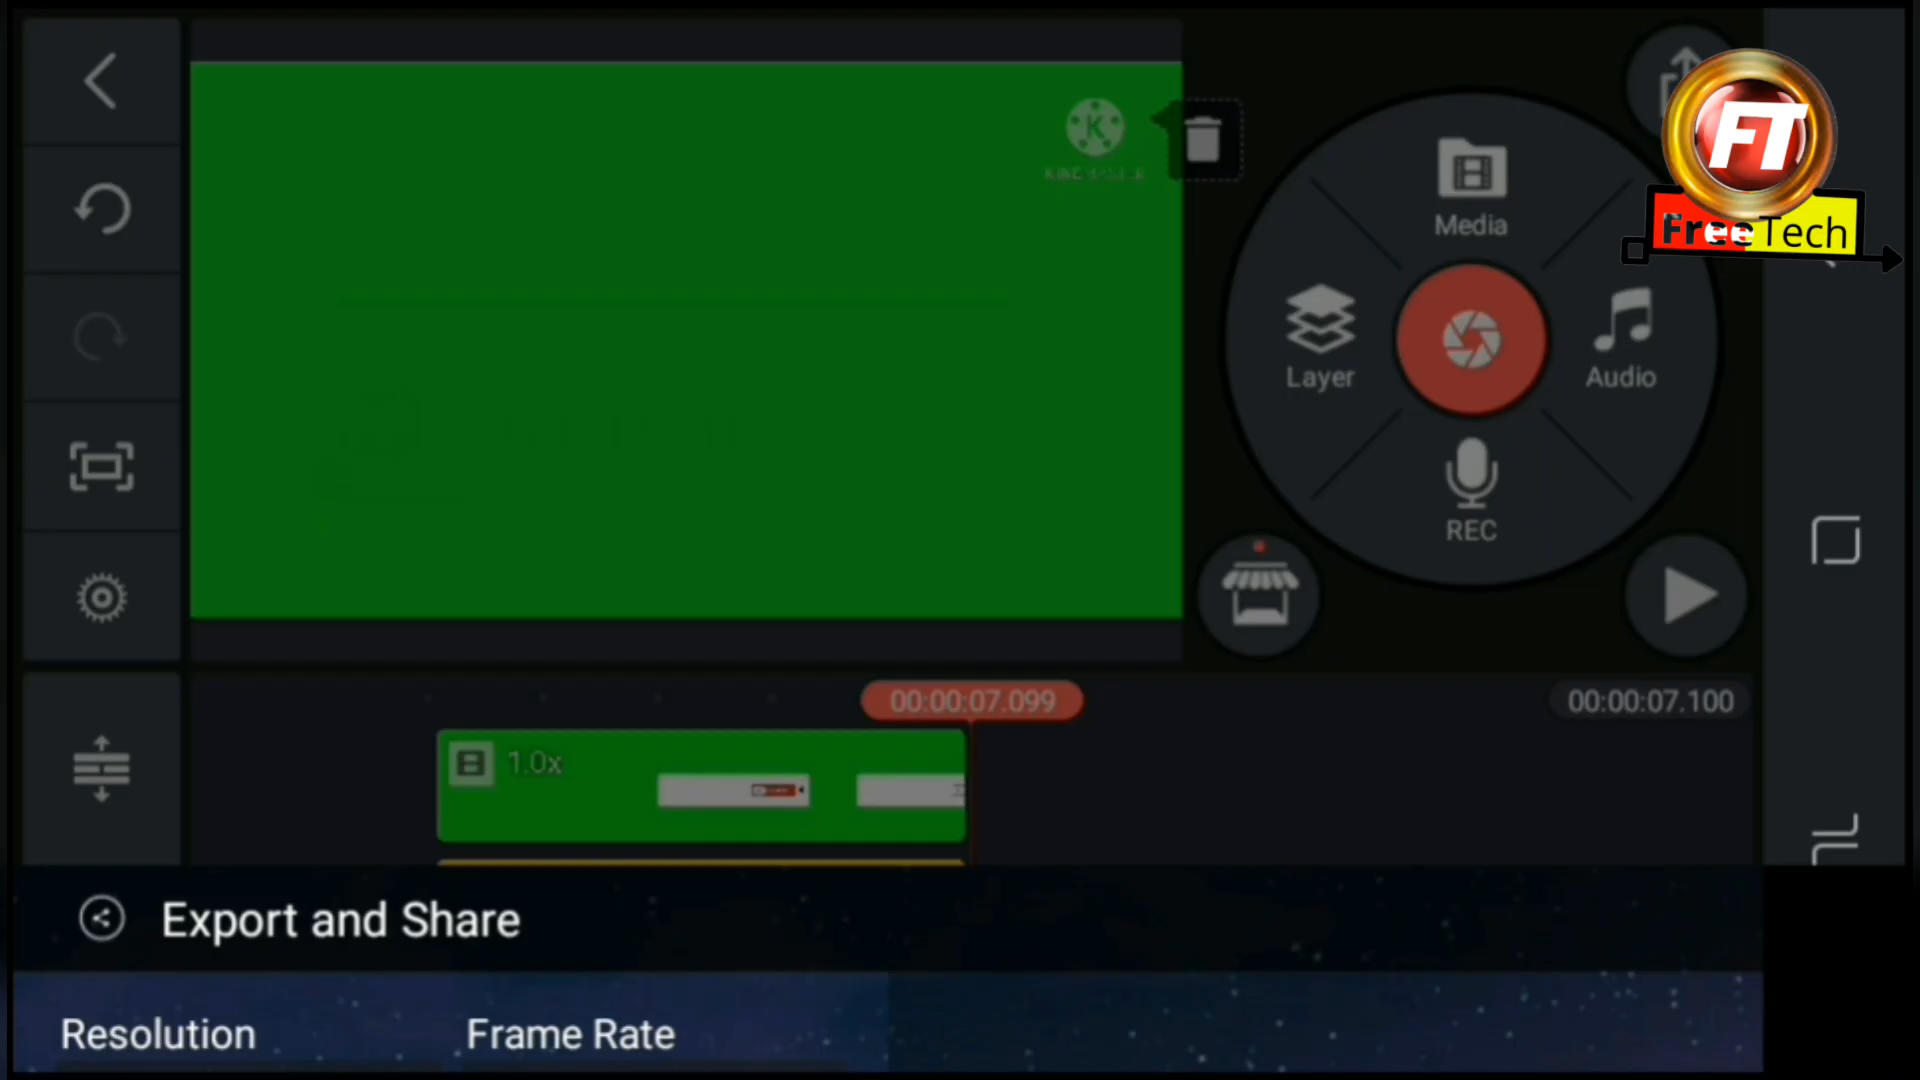 K
KINEMASTER
Media
FT
FreeTech
Layer
Audio
REC
00:00:07.099
00:00:07.100
1.0x
Export and Share
Resolution
Frame Rate